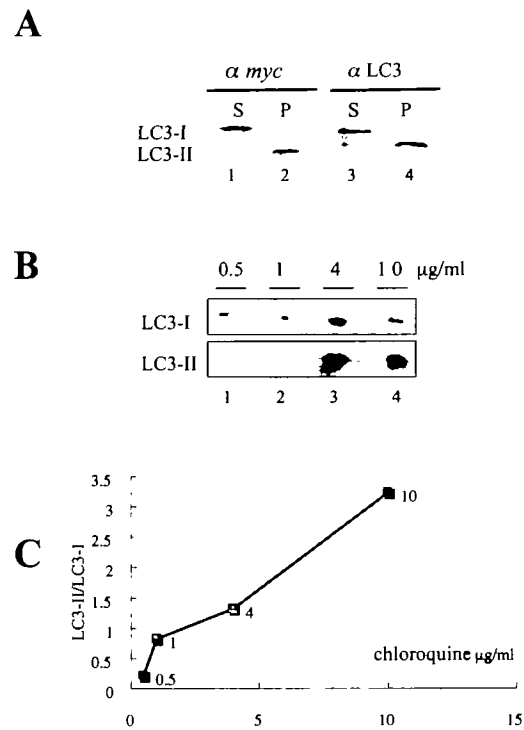 A
α myc α LC3
S P S P
LC3-I
LC3-II
1 2 3 4
B
0.5 1 4 10 µg/ml
LC3-I
LC3-II
1 2 3 4
C
LC3-II/LC3-I
3.5
3
2.5
2
1.5
1
0.5
0
10
4
1
0.5
chloroquine µg/ml
0 5 10 15